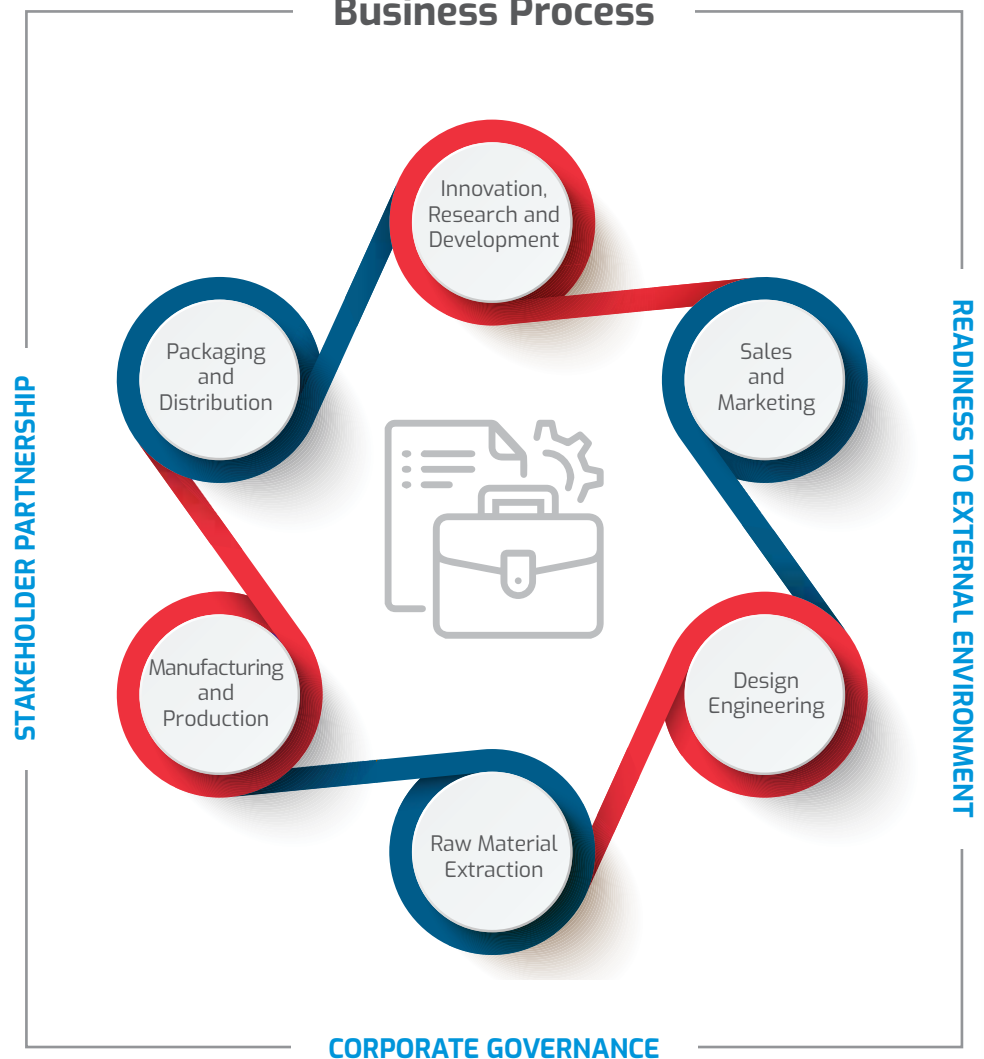 Business Process
Innovation,
Research and
Development
Sales
and
Marketing
Design
Engineering
Raw Material
Extraction
Manufacturing
and
Production
Packaging
and
Distribution
STAKEHOLDER PARTNERSHIP
READINESS TO EXTERNAL ENVIRONMENT
CORPORATE GOVERNANCE